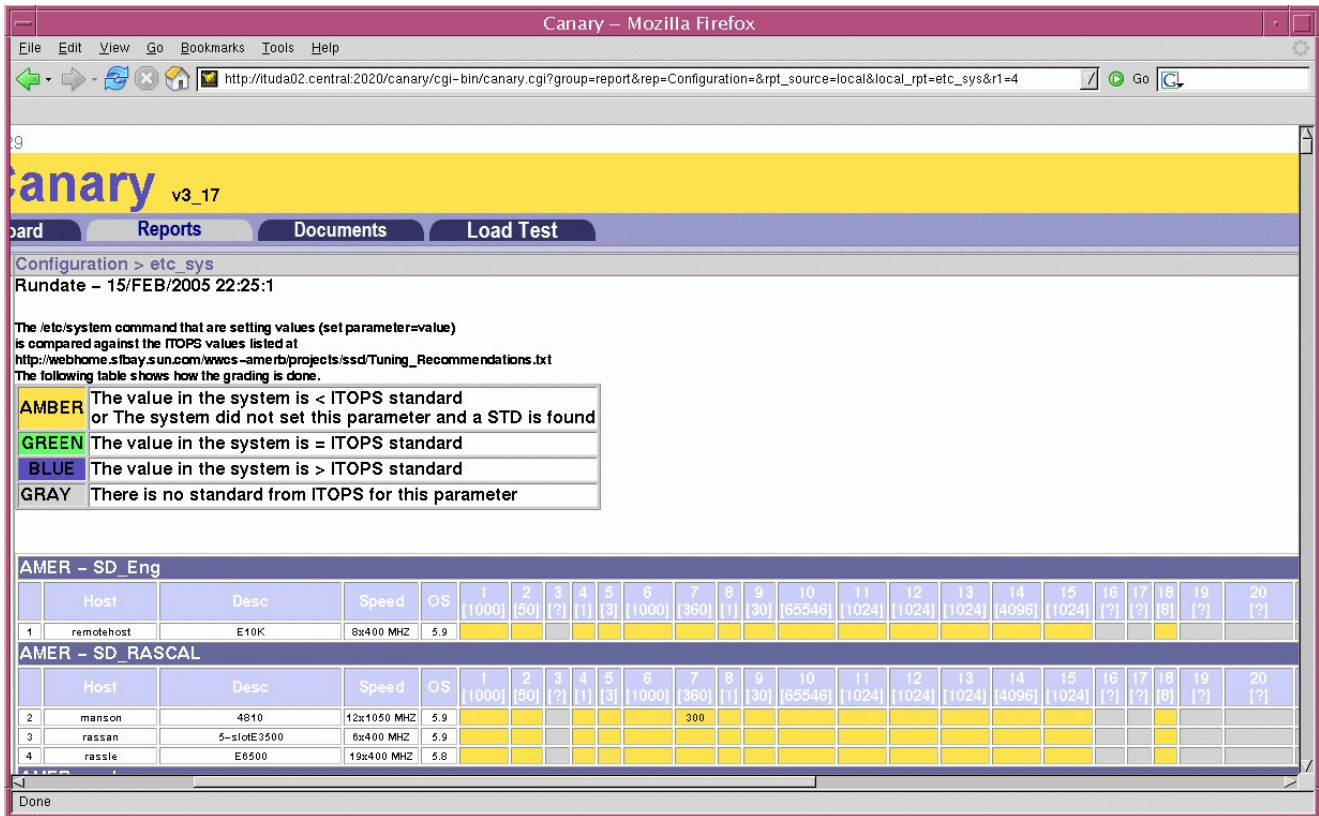 Canary – Mozilla Firefox
File Edit View Go Bookmarks Tools Help
http://ituda02.central:2020/canary/cgi-bin/canary.cgi?group=report&rep=Configuration=&rpt_source=local&local_rpt=etc_sys&r1=4 Go
29
Canary v3_17
oard Reports Documents Load Test
Configuration > etc_sys
Rundate – 15/FEB/2005 22:25:1
The /etc/system command that are setting values (set parameter=value)
is compared against the ITOPS values listed at
http://webhome.sfbay.sun.com/wwcs-amerb/projects/ssd/Tuning_Recommendations.txt
The following table shows how the grading is done.
AMBER The value in the system is < ITOPS standard
or The system did not set this parameter and a STD is found
GREEN The value in the system is = ITOPS standard
BLUE The value in the system is > ITOPS standard
GRAY There is no standard from ITOPS for this parameter
AMER – SD_Eng
Host Desc Speed OS 1 2 3 4 5 6 7 8 9 10 11 12 13 14 15 16 17 18 19 20
[1000] [50] [?] [1] [3] [1000] [360] [1] [30] [65546] [1024] [1024] [1024] [4096] [1024] [?] [?] [8] [?] [?]
1 remotehost E10K 8x400 MHZ 5.9
AMER – SD_RASCAL
Host Desc Speed OS 1 2 3 4 5 6 7 8 9 10 11 12 13 14 15 16 17 18 19 20
[1000] [50] [?] [1] [3] [1000] [360] [1] [30] [65546] [1024] [1024] [1024] [4096] [1024] [?] [?] [8] [?] [?]
2 manson 4810 12x1050 MHZ 5.9 300
3 rassan 5-slotE3500 6x400 MHZ 5.9
4 rassle E6500 19x400 MHZ 5.8
Done